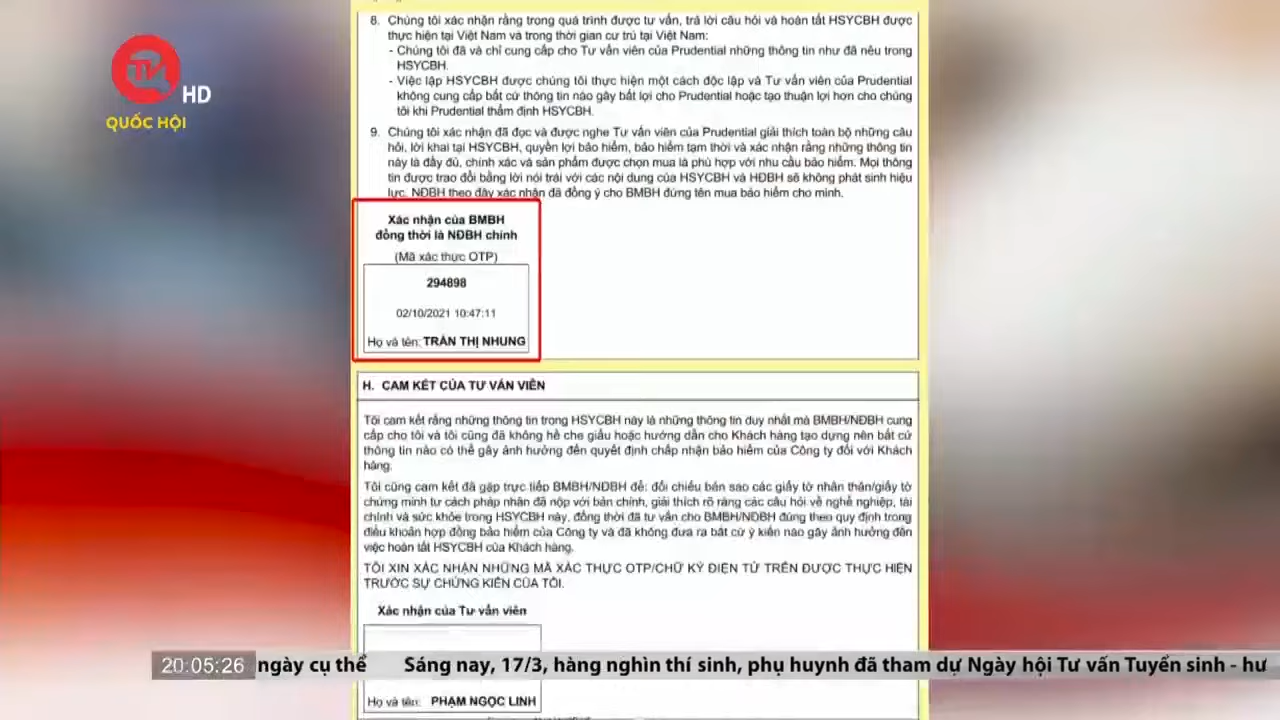 8. Chúng tôi xác nhận rằng trong quá trình được tư vấn, trả lời câu hỏi và hoàn tất HSYCBH được
thực hiện tại Việt Nam và trong thời gian cư trú tại Việt Nam:
- Chúng tôi đã và chỉ cung cấp cho Tư vấn viên của Prudential những thông tin như đã nêu trong
HSYCBH.
- Việc lập HSYCBH được chúng tôi thực hiện một cách độc lập và Tư vấn viên của Prudential
không cung cấp bất cứ thông tin nào gây bất lợi cho Prudential hoặc tạo thuận lợi hơn cho chúng
tôi khi Prudential thẩm định HSYCBH.
9. Chúng tôi xác nhận đã đọc và được nghe Tư vấn viên của Prudential giải thích toàn bộ những câu
hỏi, lời khai tại HSYCBH, quyền lợi bảo hiểm, bảo hiểm tạm thời và xác nhận rằng những thông tin
này là đầy đủ, chính xác và sản phẩm được chọn mua là phù hợp với nhu cầu bảo hiểm. Mọi thông
tin được trao đổi bằng lời nói trái với các nội dung của HSYCBH và HĐBH sẽ không phát sinh hiệu
lực. NĐBH theo đây xác nhận đã đồng ý cho BMBH đứng tên mua bảo hiểm cho mình.
HD
QUỐC HỘI
Xác nhận của BMBH
đồng thời là NĐBH chính
(Mã xác thực OTP)
294898
02/10/2021 10:47:11
Họ và tên: TRẦN THỊ NHUNG
H. CAM KẾT CỦA TƯ VẤN VIÊN
Tôi cam kết rằng những thông tin trong HSYCBH này là những thông tin duy nhất mà BMBH/NĐBH cung
cấp cho tôi và tôi cũng đã không hề che giấu hoặc hướng dẫn cho Khách hàng tạo dựng nên bất cứ
thông tin nào có thể gây ảnh hưởng đến quyết định chấp nhận bảo hiểm của Công ty đối với Khách
hàng.
Tôi cũng cam kết đã gặp trực tiếp BMBH/NĐBH để: đối chiếu bản sao các giấy tờ nhân thân/giấy tờ
chứng minh tư cách pháp nhân đã nộp với bản chính, giải thích rõ ràng các câu hỏi về nghề nghiệp, tài
chính và sức khỏe trong HSYCBH này, đồng thời đã tư vấn cho BMBH/NĐBH đúng theo quy định trong
điều khoản hợp đồng bảo hiểm của Công ty và đã không đưa ra bất cứ ý kiến nào gây ảnh hưởng đến
việc hoàn tất HSYCBH của Khách hàng.
TÔI XIN XÁC NHẬN NHỮNG MÃ XÁC THỰC OTP/CHỮ KÝ ĐIỆN TỬ TRÊN ĐƯỢC THỰC HIỆN
TRƯỚC SỰ CHỨNG KIẾN CỦA TÔI.
Xác nhận của Tư vấn viên
20:05:26 ngày cụ thể Sáng nay, 17/3, hàng nghìn thí sinh, phụ huynh đã tham dự Ngày hội Tư vấn Tuyển sinh - hư
Họ và tên: PHẠM NGỌC LINH